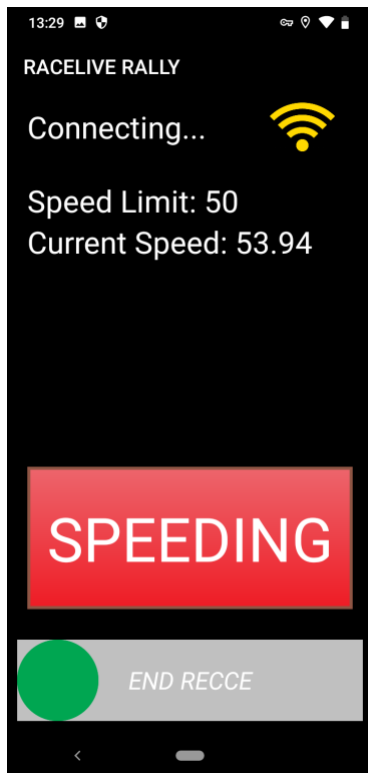 13:29
RACELIVE RALLY
Connecting...
Speed Limit: 50
Current Speed: 53.94
SPEEDING
END RECCE